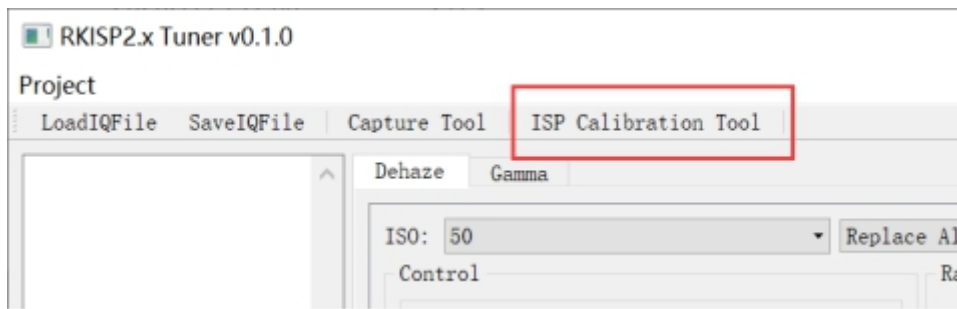 RKISP2.x Tuner v0.1.0
Project
LoadIQFile SaveIQFile Capture Tool ISP Calibration Tool
Dehaze Gamma
ISO: 50 Replace
Control